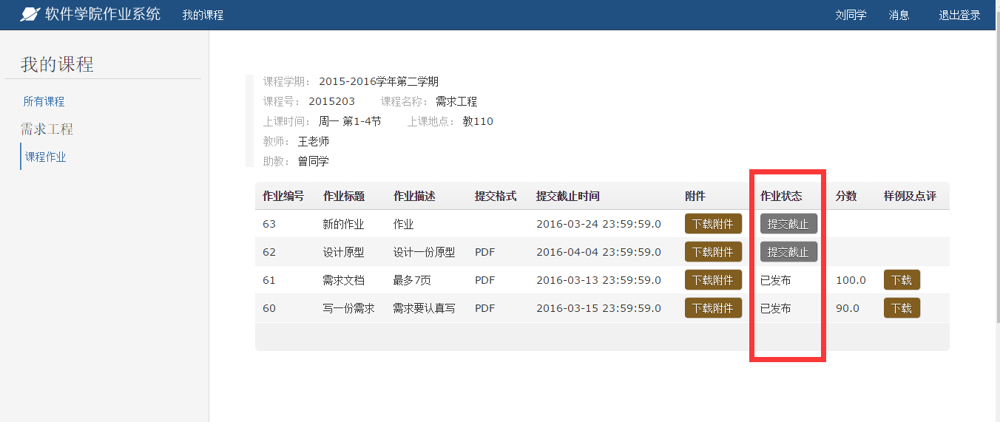 软件学院作业系统 我的课程 刘同学 消息 退出登录
我的课程
所有课程
需求工程
课程作业
课程学期： 2015-2016学年第二学期
课程号： 2015203 课程名称： 需求工程
上课时间： 周一 第1-4节 上课地点： 教110
教师： 王老师
助教： 曾同学
作业编号 作业标题 作业描述 提交格式 提交截止时间 附件 作业状态 分数 样例及点评
63 新的作业 作业 2016-03-24 23:59:59.0 下载附件 提交截止
62 设计原型 设计一份原型 PDF 2016-04-04 23:59:59.0 下载附件 提交截止
61 需求文档 最多7页 PDF 2016-03-13 23:59:59.0 下载附件 已发布 100.0 下载
60 写一份需求 需求要认真写 PDF 2016-03-15 23:59:59.0 下载附件 已发布 90.0 下载